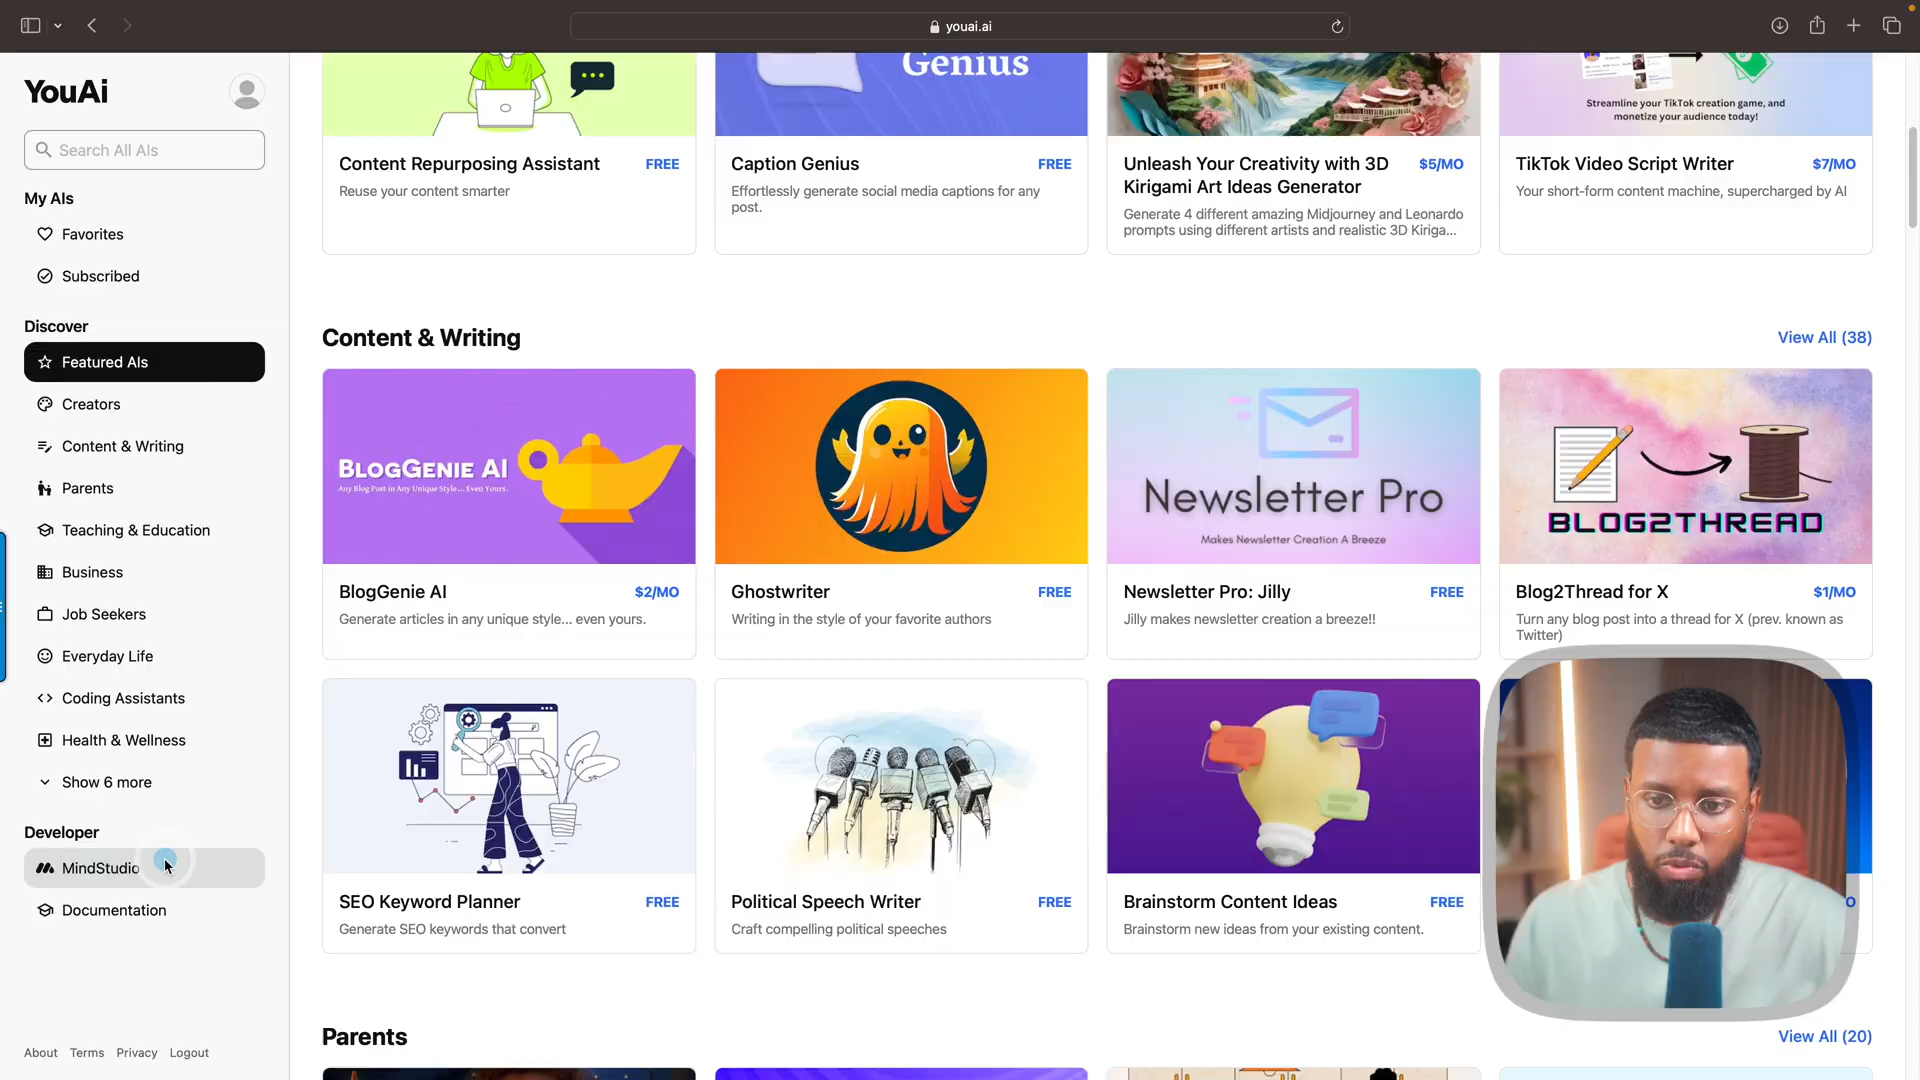 youai.ai
YouAi
Search All AIs
My AIs
Favorites
Subscribed
Discover
Featured AIs
Creators
Content & Writing
Parents
Teaching & Education
Business
Job Seekers
Everyday Life
Coding Assistants
Health & Wellness
Show 6 more
Developer
MindStudio
Documentation
About Terms Privacy Logout
Genius
Streamline your TikTok creation game, and
monetize your audience today!
Content Repurposing Assistant FREE
Reuse your content smarter
Caption Genius FREE
Effortlessly generate social media captions for any
post.
Unleash Your Creativity with 3D $5/MO
Kirigami Art Ideas Generator
Generate 4 different amazing Midjourney and Leonardo
prompts using different artists and realistic 3D Kiriga...
TikTok Video Script Writer $7/MO
Your short-form content machine, supercharged by AI
Content & Writing View All (38)
BLOGGENIE AI
Any Blog Post in Any Unique Style... Even Yours.
Newsletter Pro
Makes Newsletter Creation A Breeze
BLOG2THREAD
BlogGenie AI $2/MO
Generate articles in any unique style... even yours.
Ghostwriter FREE
Writing in the style of your favorite authors
Newsletter Pro: Jilly FREE
Jilly makes newsletter creation a breeze!!
Blog2Thread for X $1/MO
Turn any blog post into a thread for X (prev. known as
Twitter)
SEO Keyword Planner FREE
Generate SEO keywords that convert
Political Speech Writer FREE
Craft compelling political speeches
Brainstorm Content Ideas FREE
Brainstorm new ideas from your existing content.
Parents View All (20)